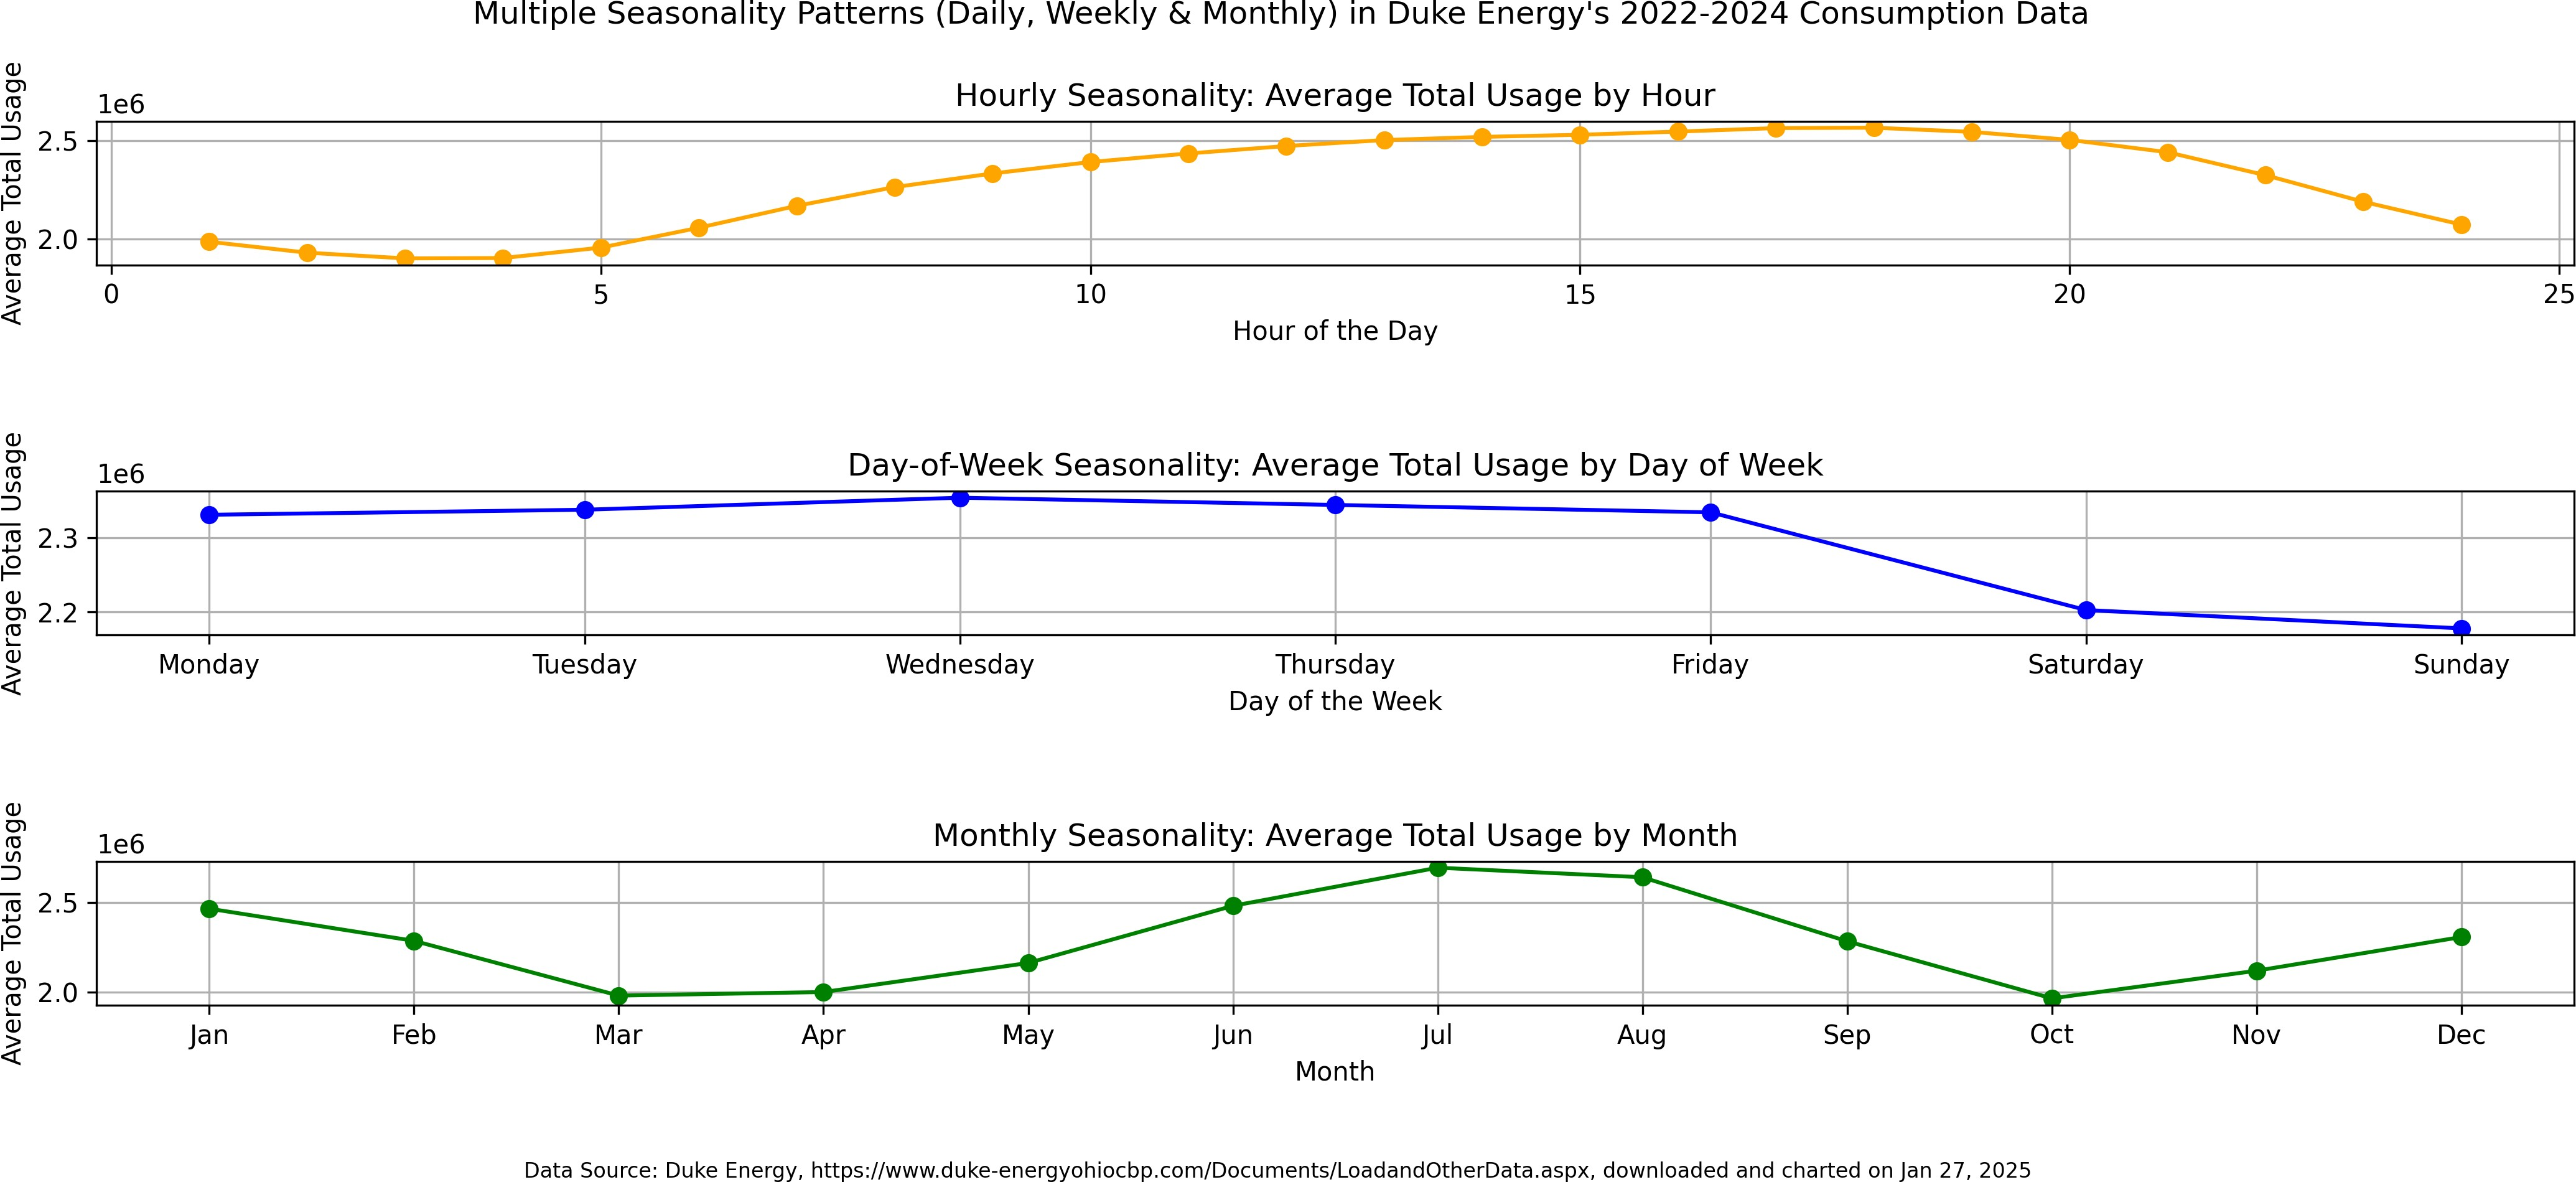 Multiple Seasonality Patterns (Daily, Weekly & Monthly) in Duke Energy's 2022-2024 Consumption Data
Hourly Seasonality: Average Total Usage by Hour
1e6
Average Total Usage
2.5
2.0
0 5 10 15 20 25
Hour of the Day
Day-of-Week Seasonality: Average Total Usage by Day of Week
1e6
Average Total Usage
2.3
2.2
Monday Tuesday Wednesday Thursday Friday Saturday Sunday
Day of the Week
Monthly Seasonality: Average Total Usage by Month
1e6
Average Total Usage
2.5
2.0
Jan Feb Mar Apr May Jun Jul Aug Sep Oct Nov Dec
Month
Data Source: Duke Energy, https://www.duke-energyohiocbp.com/Documents/LoadandOtherData.aspx, downloaded and charted on Jan 27, 2025